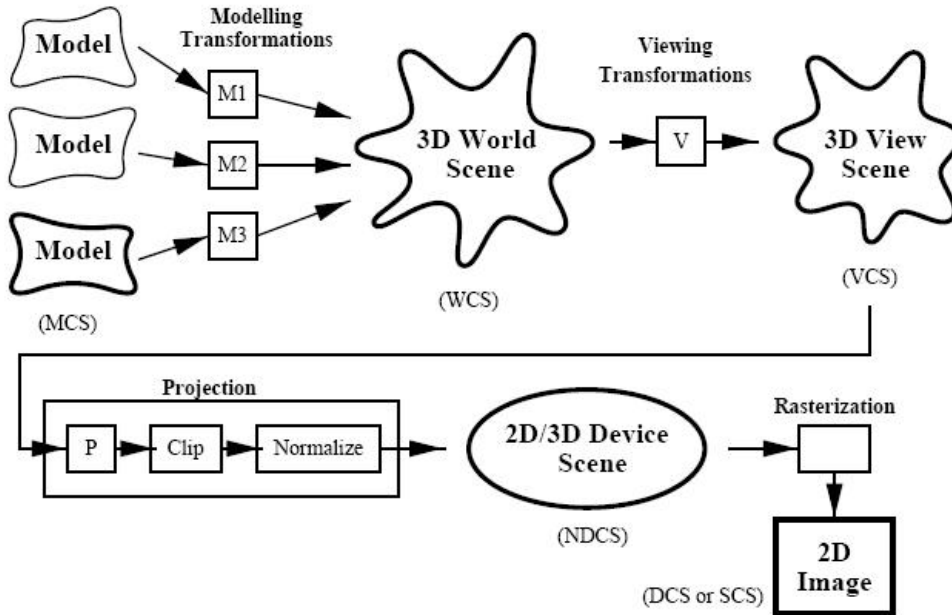 Model
Modelling
Transformations
M1
Model
M2
Model
M3
(MCS)
3D World
Scene
(WCS)
Viewing
Transformations
V
3D View
Scene
(VCS)
Projection
P
Clip
Normalize
2D/3D Device
Scene
(NDCS)
Rasterization
2D
Image
(DCS or SCS)